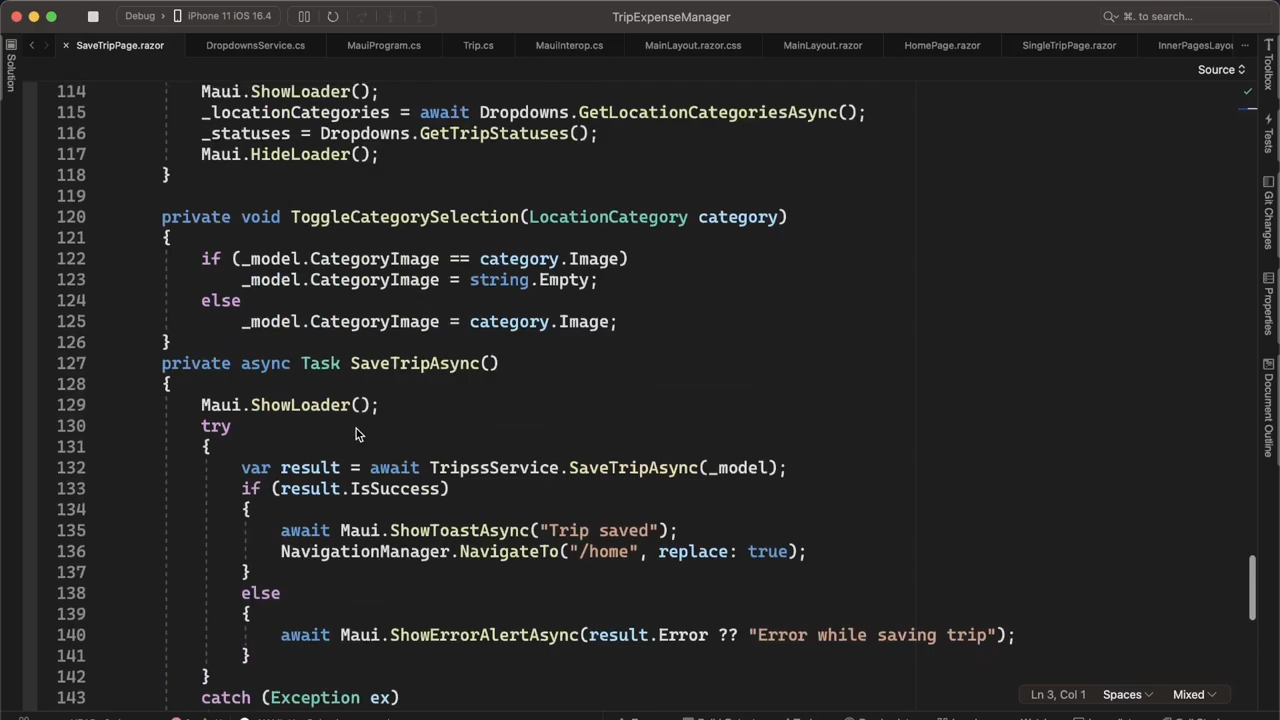 Debug
iPhone 11 iOS 16.4
TripExpenseManager
⌘. to search...
SaveTripPage.razor
DropdownsService.cs
MauiProgram.cs
Trip.cs
MauiInterop.cs
MainLayout.razor.css
MainLayout.razor
HomePage.razor
SingleTripPage.razor
InnerPagesLayou
Solution
Source
Toolbox
Tests
Git Changes
Properties
Document Outline
114 Maui.ShowLoader();
115 _locationCategories = await Dropdowns.GetLocationCategoriesAsync();
116 _statuses = Dropdowns.GetTripStatuses();
117 Maui.HideLoader();
118 }
119
120 private void ToggleCategorySelection(LocationCategory category)
121 {
122 if (_model.CategoryImage == category.Image)
123 _model.CategoryImage = string.Empty;
124 else
125 _model.CategoryImage = category.Image;
126 }
127 private async Task SaveTripAsync()
128 {
129 Maui.ShowLoader();
130 try
131 {
132 var result = await TripssService.SaveTripAsync(_model);
133 if (result.IsSuccess)
134 {
135 await Maui.ShowToastAsync("Trip saved");
136 NavigationManager.NavigateTo("/home", replace: true);
137 }
138 else
139 {
140 await Maui.ShowErrorAlertAsync(result.Error ?? "Error while saving trip");
141 }
142 }
143 catch (Exception ex)
Ln 3, Col 1
Spaces
Mixed